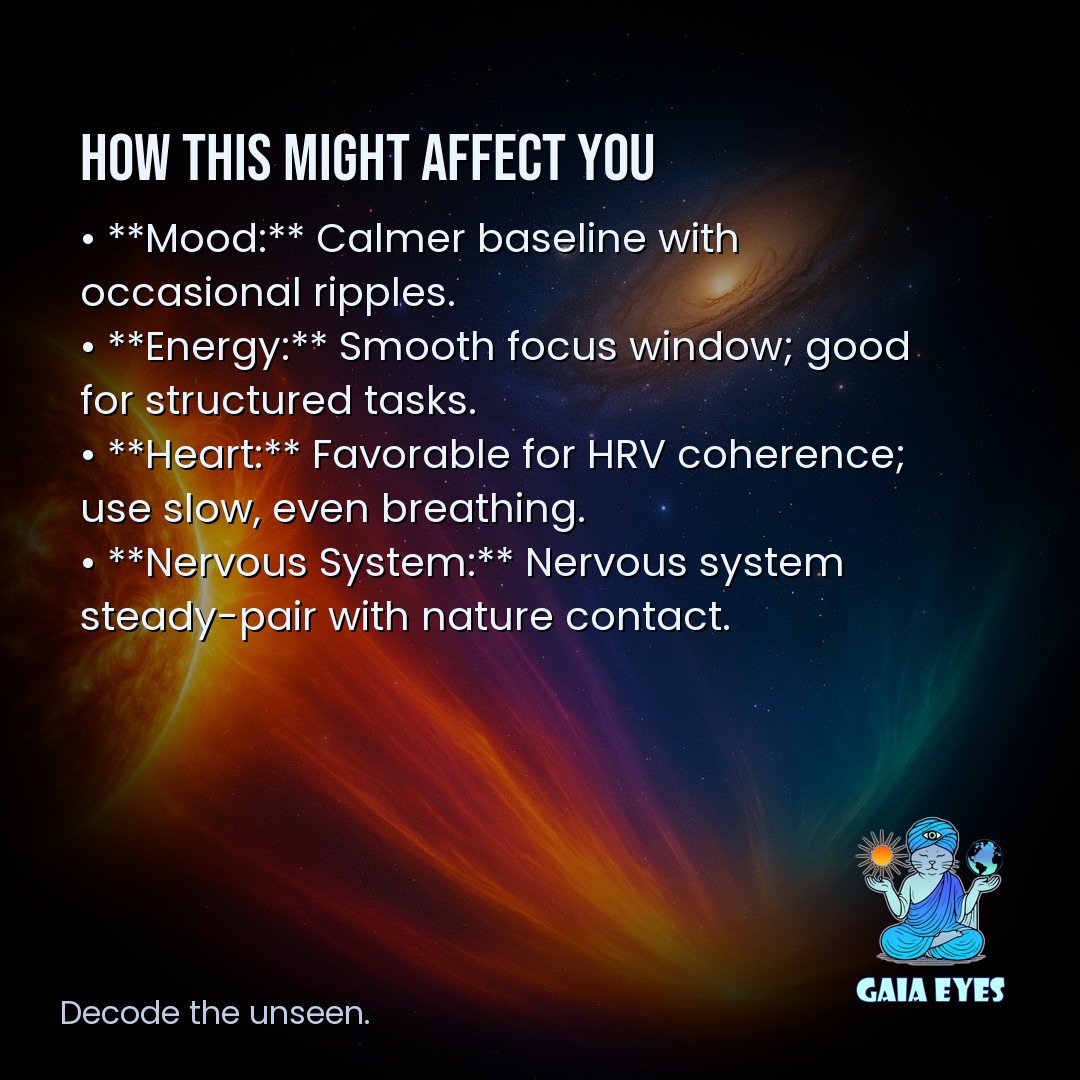 HOW THIS MIGHT AFFECT YOU
• **Mood:** Calmer baseline with
occasional ripples.
• **Energy:** Smooth focus window; good
for structured tasks.
• **Heart:** Favorable for HRV coherence;
use slow, even breathing.
• **Nervous System:** Nervous system
steady-pair with nature contact.
GAIA EYES
Decode the unseen.